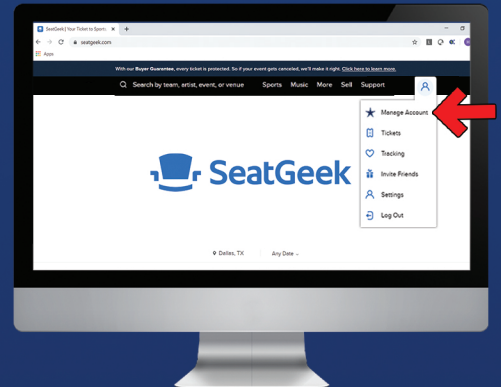 SeatGeek | Your Ticket to Sports
seatgeek.com
Apps
With our Buyer Guarantee, every ticket is protected. So if your event gets canceled, we'll make it right. Click here to learn more.
Search by team, artist, event, or venue Sports Music More Sell Support
Manage Account
Tickets
Tracking
Invite Friends
Settings
Log Out
SeatGeek
Dallas, TX Any Date